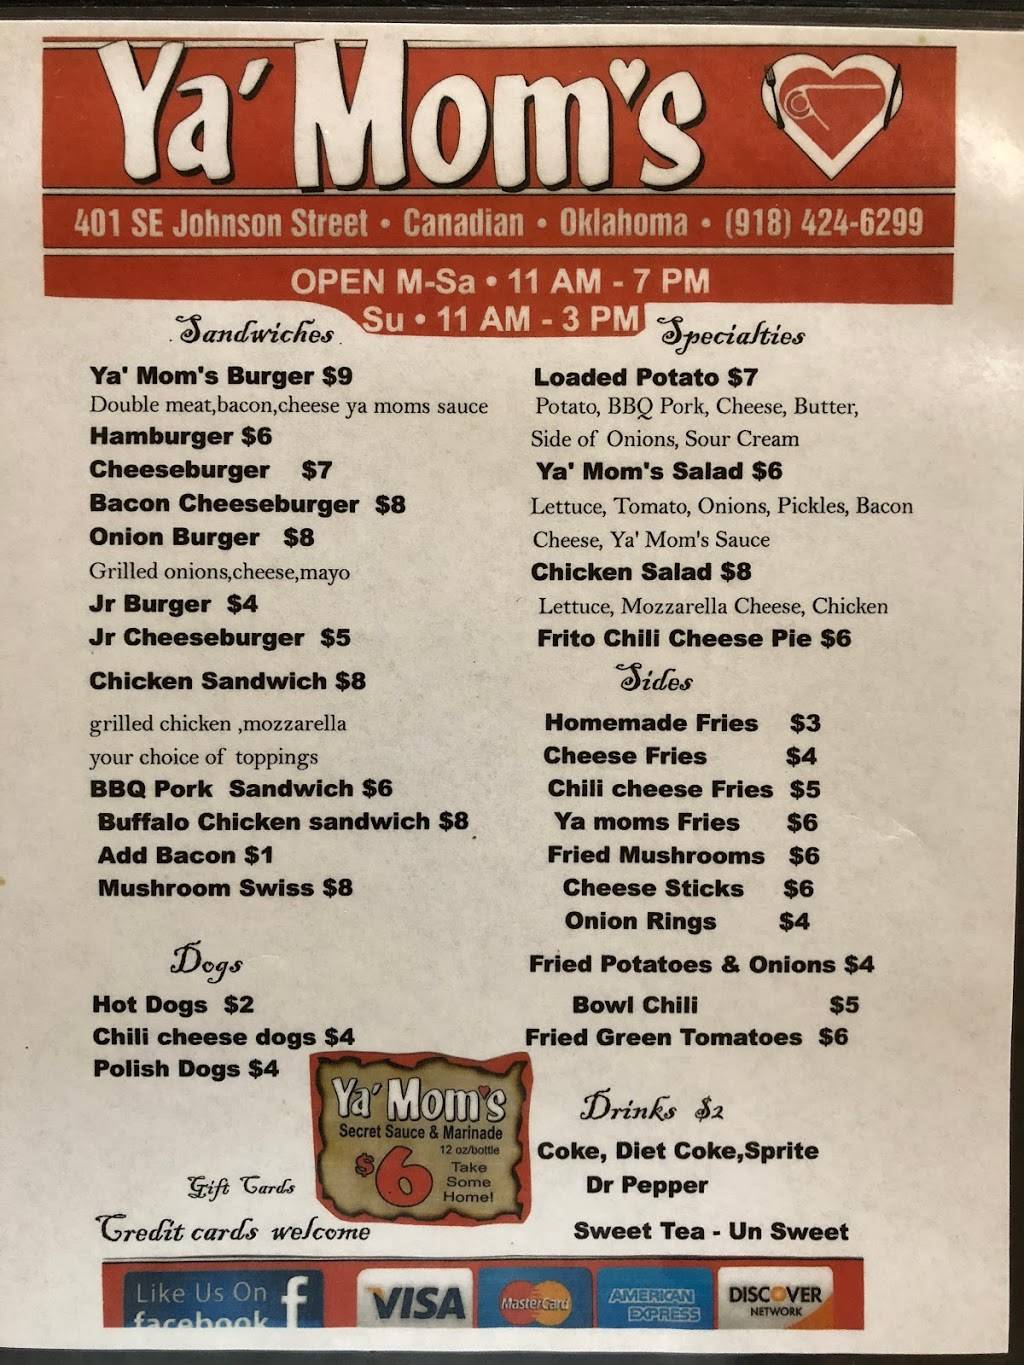 Ya' Mom's
401 SE Johnson Street • Canadian • Oklahoma • (918) 424-6299
OPEN M-Sa • 11 AM - 7 PM
Su • 11 AM - 3 PM
Sandwiches
Ya' Mom's Burger $9
Double meat,bacon,cheese ya moms sauce
Hamburger $6
Cheeseburger $7
Bacon Cheeseburger $8
Onion Burger $8
Grilled onions,cheese,mayo
Jr Burger $4
Jr Cheeseburger $5
Chicken Sandwich $8
grilled chicken ,mozzarella
your choice of toppings
BBQ Pork Sandwich $6
Buffalo Chicken sandwich $8
Add Bacon $1
Mushroom Swiss $8
Dogs
Hot Dogs $2
Chili cheese dogs $4
Polish Dogs $4
Specialties
Loaded Potato $7
Potato, BBQ Pork, Cheese, Butter,
Side of Onions, Sour Cream
Ya' Mom's Salad $6
Lettuce, Tomato, Onions, Pickles, Bacon
Cheese, Ya' Mom's Sauce
Chicken Salad $8
Lettuce, Mozzarella Cheese, Chicken
Frito Chili Cheese Pie $6
Sides
Homemade Fries $3
Cheese Fries $4
Chili cheese Fries $5
Ya moms Fries $6
Fried Mushrooms $6
Cheese Sticks $6
Onion Rings $4
Fried Potatoes & Onions $4
Bowl Chili $5
Fried Green Tomatoes $6
Drinks $2
Coke, Diet Coke,Sprite
Dr Pepper
Sweet Tea - Un Sweet
Ya' Mom's
Secret Sauce & Marinade
12 oz/bottle
$6
Take
Some
Home!
Gift Cards
Credit cards welcome
Like Us On
facebook
f
VISA
MasterCard
AMERICAN
EXPRESS
DISCOVER
NETWORK